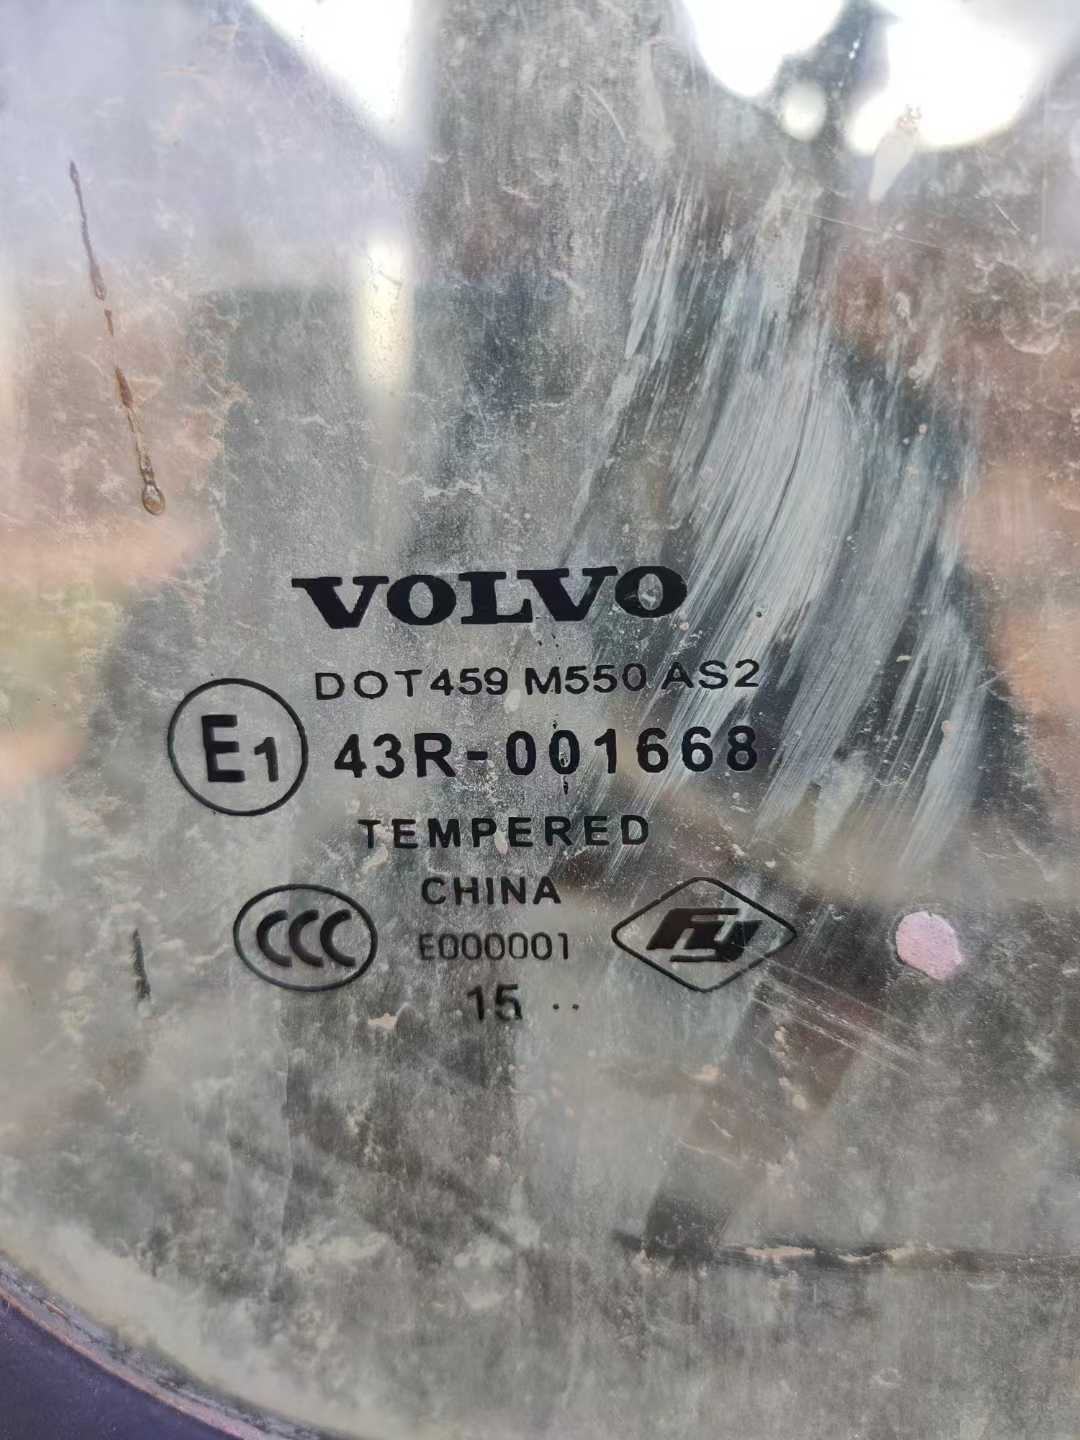 VOLVO
DOT459 M550 AS2
E1 43R-001668
TEMPERED
CHINA
CCC E000001 FY
15 ..